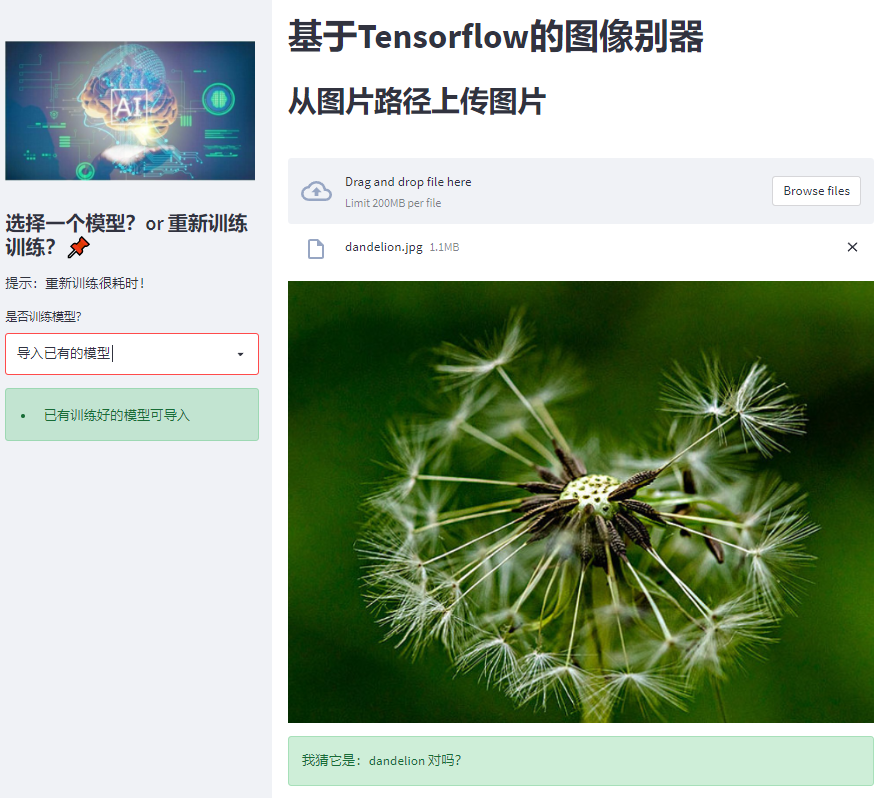 AI
选择一个模型？or 重新训练
训练？
提示：重新训练很耗时！
是否训练模型?
导入已有的模型
已有训练好的模型可导入
基于Tensorflow的图像别器
从图片路径上传图片
Drag and drop file here
Limit 200MB per file
Browse files
dandelion.jpg 1.1MB
我猜它是：dandelion 对吗?